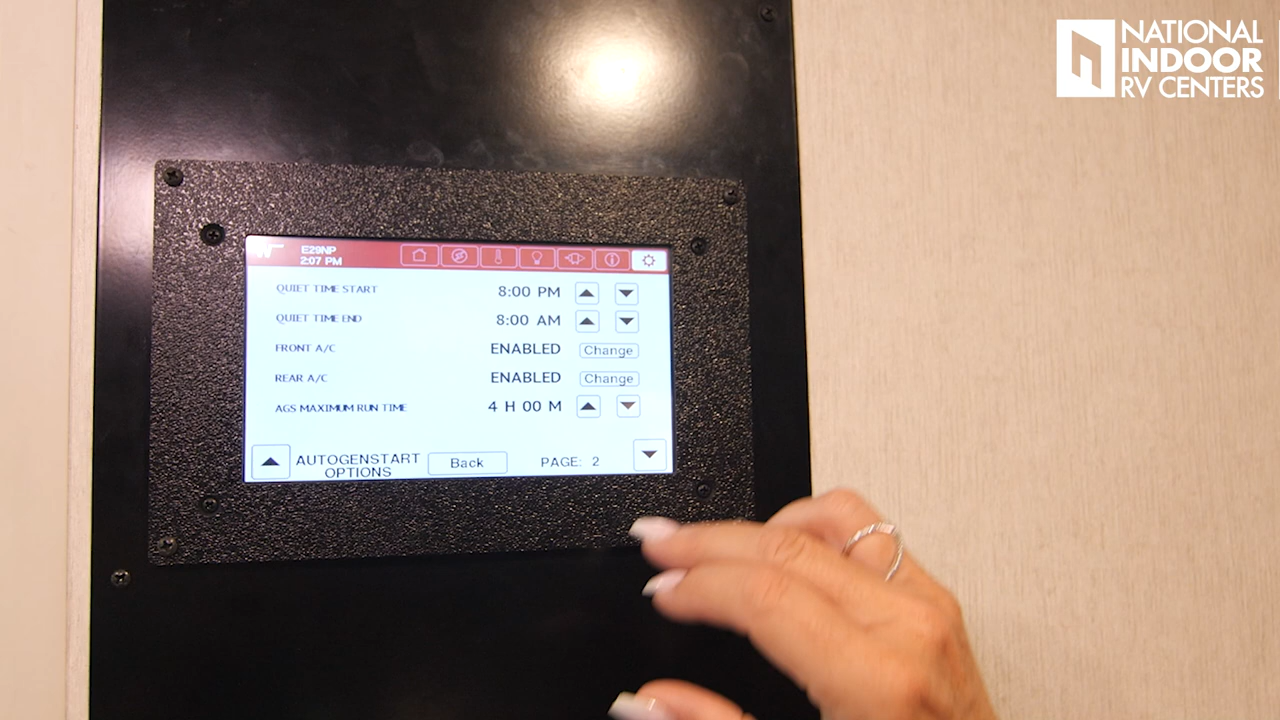 NATIONAL
INDOOR
RV CENTERS
E29NP
2:07 PM
QUIET TIME START 8:00 PM
QUIET TIME END 8:00 AM
FRONT A/C ENABLED Change
REAR A/C ENABLED Change
AGS MAXIMUM RUN TIME 4 H 00 M
AUTOGENSTART
OPTIONS
Back
PAGE: 2